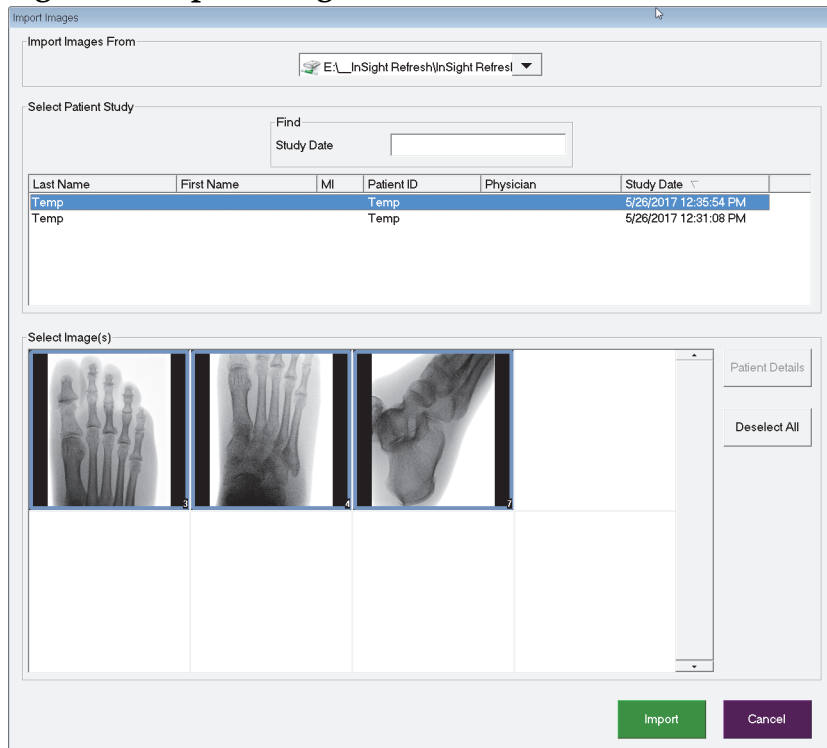 Import Images
Import Images From
E:\__InSight Refresh\InSight Refresl
Select Patient Study
Find
Study Date
Last Name First Name MI Patient ID Physician Study Date
Temp Temp 5/26/2017 12:35:54 PM
Temp Temp 5/26/2017 12:31:08 PM
Select Image(s)
3 4 7
Patient Details
Deselect All
Import Cancel